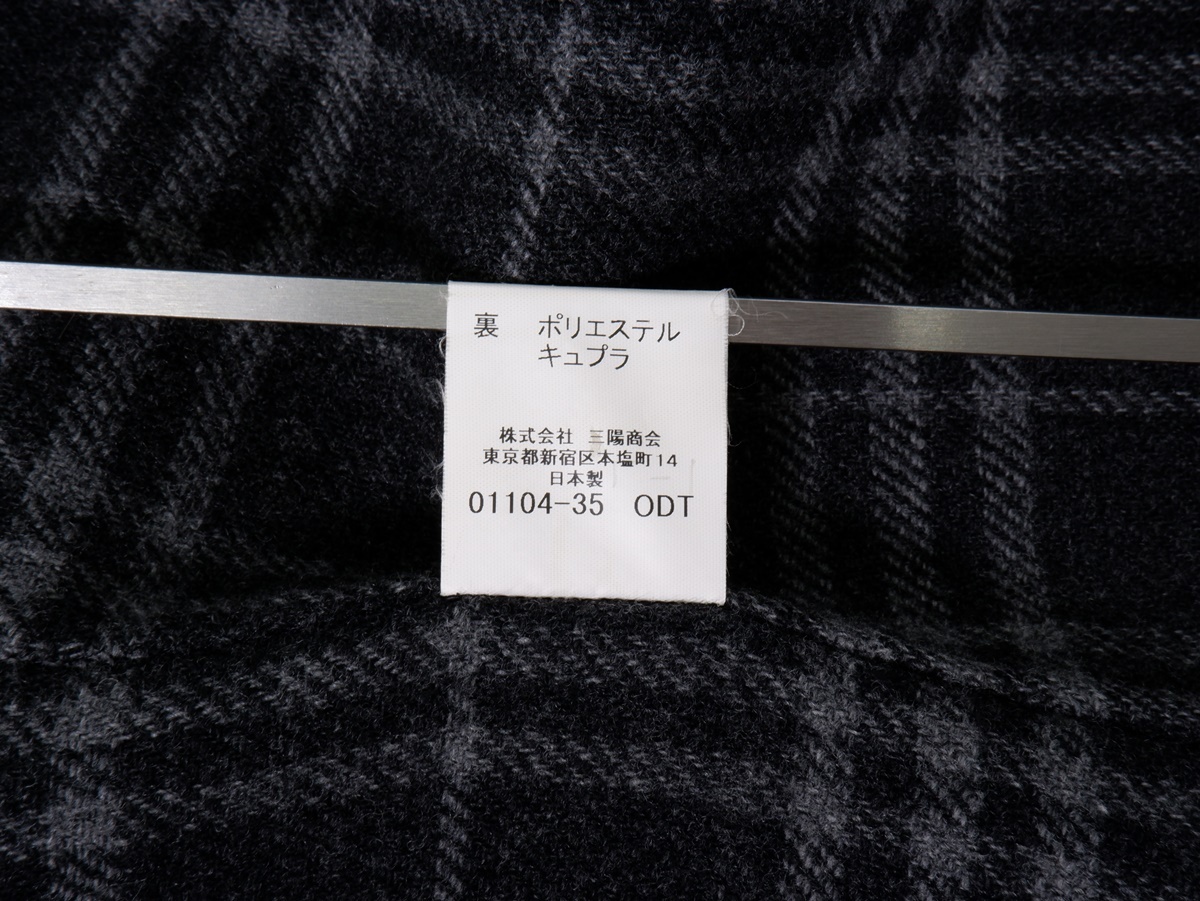 裏　ポリエステル
キュプラ
株式会社 三陽商会
東京都新宿区本塩町14
日本製
01104-35 ODT